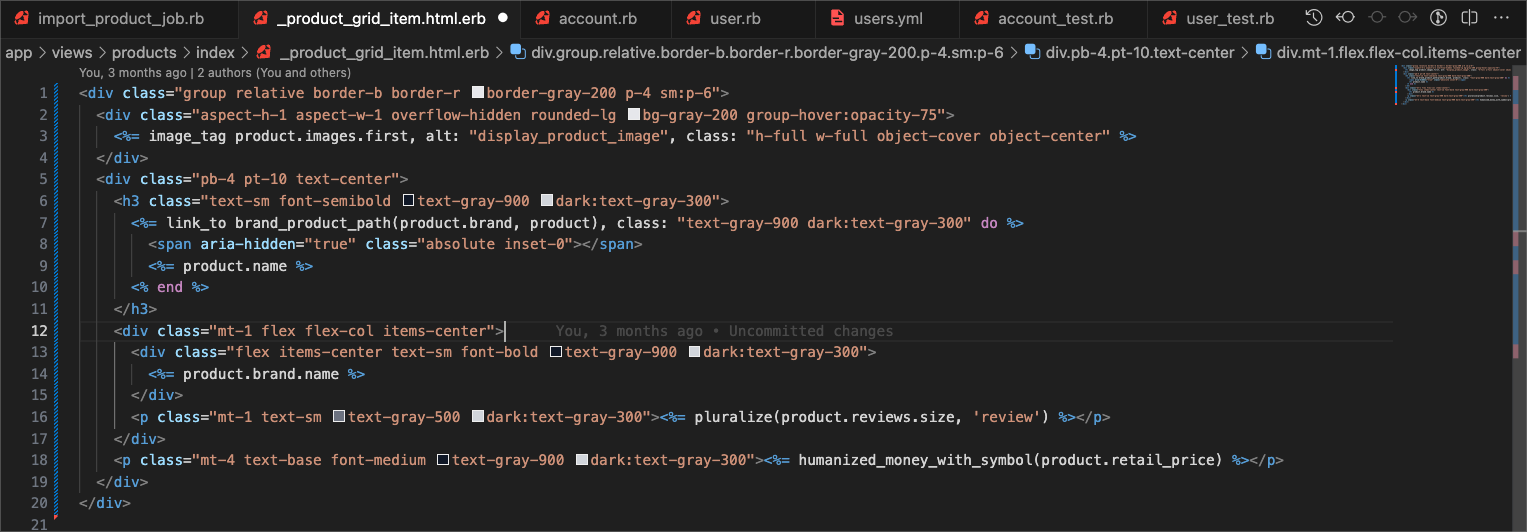 import_product_job.rb _product_grid_item.html.erb account.rb user.rb users.yml account_test.rb user_test.rb
app > views > products > index > _product_grid_item.html.erb > div.group.relative.border-b.border-r.border-gray-200.p-4.sm:p-6 > div.pb-4.pt-10.text-center > div.mt-1.flex.flex-col.items-center
You, 3 months ago | 2 authors (You and others)
1 <div class="group relative border-b border-r border-gray-200 p-4 sm:p-6">
2 <div class="aspect-h-1 aspect-w-1 overflow-hidden rounded-lg bg-gray-200 group-hover:opacity-75">
3 <%= image_tag product.images.first, alt: "display_product_image", class: "h-full w-full object-cover object-center" %>
4 </div>
5 <div class="pb-4 pt-10 text-center">
6 <h3 class="text-sm font-semibold text-gray-900 dark:text-gray-300">
7 <%= link_to brand_product_path(product.brand, product), class: "text-gray-900 dark:text-gray-300" do %>
8 <span aria-hidden="true" class="absolute inset-0"></span>
9 <%= product.name %>
10 <% end %>
11 </h3>
12 <div class="mt-1 flex flex-col items-center"> You, 3 months ago • Uncommitted changes
13 <div class="flex items-center text-sm font-bold text-gray-900 dark:text-gray-300">
14 <%= product.brand.name %>
15 </div>
16 <p class="mt-1 text-sm text-gray-500 dark:text-gray-300"><%= pluralize(product.reviews.size, 'review') %></p>
17 </div>
18 <p class="mt-4 text-base font-medium text-gray-900 dark:text-gray-300"><%= humanized_money_with_symbol(product.retail_price) %></p>
19 </div>
20 </div>
21